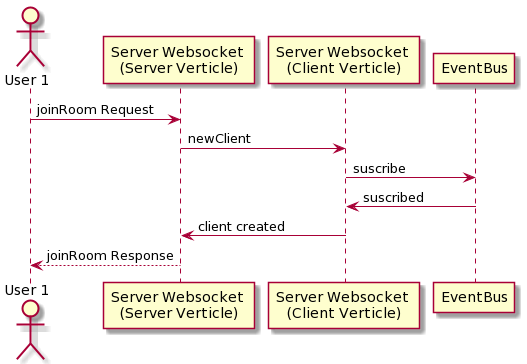 User 1
Server Websocket
(Server Verticle)
Server Websocket
(Client Verticle)
EventBus
joinRoom Request
newClient
suscribe
suscribed
client created
joinRoom Response
User 1
Server Websocket
(Server Verticle)
Server Websocket
(Client Verticle)
EventBus